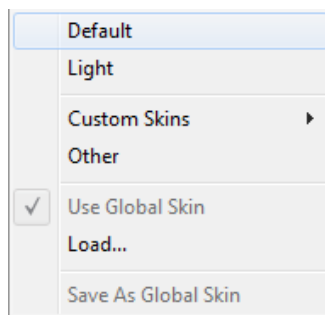 Default
Light
Custom Skins
Other
Use Global Skin
Load...
Save As Global Skin